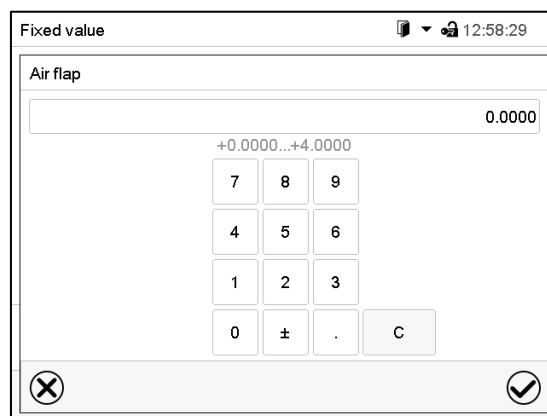 Fixed value 12:58:29
Air flap
0.0000
+0.0000...+4.0000
7 8 9
4 5 6
1 2 3
0 ± . C